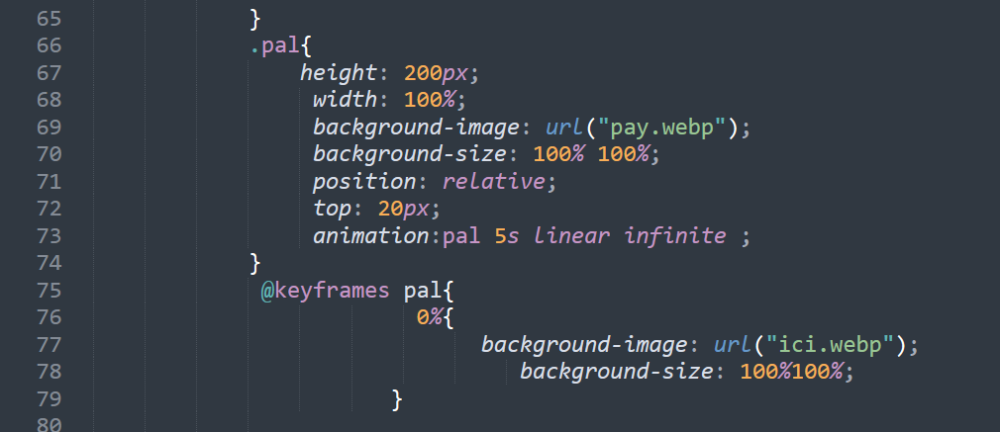 65 }
66 .pal{
67 height: 200px;
68 width: 100%;
69 background-image: url("pay.webp");
70 background-size: 100% 100%;
71 position: relative;
72 top: 20px;
73 animation:pal 5s linear infinite ;
74 }
75 @keyframes pal{
76 0%{
77 background-image: url("ici.webp");
78 background-size: 100%100%;
79 }
80